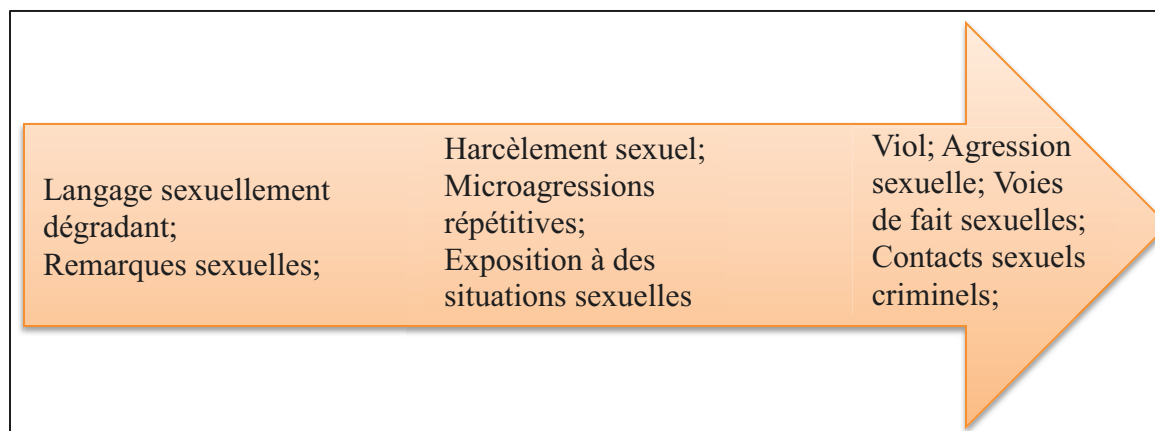 Langage sexuellement
dégradant;
Remarques sexuelles;
Harcèlement sexuel;
Microagressions
répétitives;
Exposition à des
situations sexuelles
Viol; Agression
sexuelle; Voies
de fait sexuelles;
Contacts sexuels
criminels;